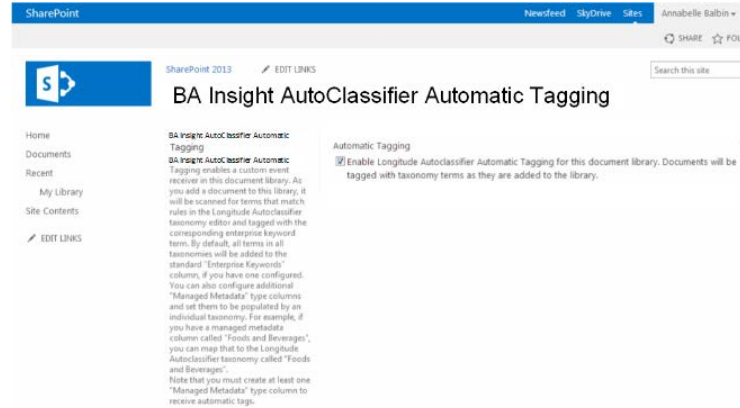 SharePoint
Newsfeed SkyDrive Sites Annabelle Balbin
SHARE FOL
SharePoint 2013 EDIT LINKS
Search this site
S
BA Insight AutoClassifier Automatic Tagging
Home
Documents
Recent
My Library
Site Contents
EDIT LINKS
BA Insight AutoClassifier Automatic
Tagging
BA Insight AutoClassifier Automatic
Tagging enables a custom event
receiver in this document library. As
you add a document to this library, it
will be scanned for terms that match
rules in the Longitude Autoclassifier
taxonomy editor and tagged with the
corresponding enterprise keyword
term. By default, all terms in all
taxonomies will be added to the
standard "Enterprise Keywords"
column, if you have one configured.
You can also configure additional
"Managed Metadata" type columns
and set them to be populated by an
individual taxonomy. For example, if
you have a managed metadata
column called "Foods and Beverages",
you can map that to the Longitude
Autoclassifier taxonomy called "Foods
and Beverages".
Note that you must create at least one
"Managed Metadata" type column to
receive automatic tags.
Automatic Tagging
Enable Longitude Autoclassifier Automatic Tagging for this document library. Documents will be
tagged with taxonomy terms as they are added to the library.